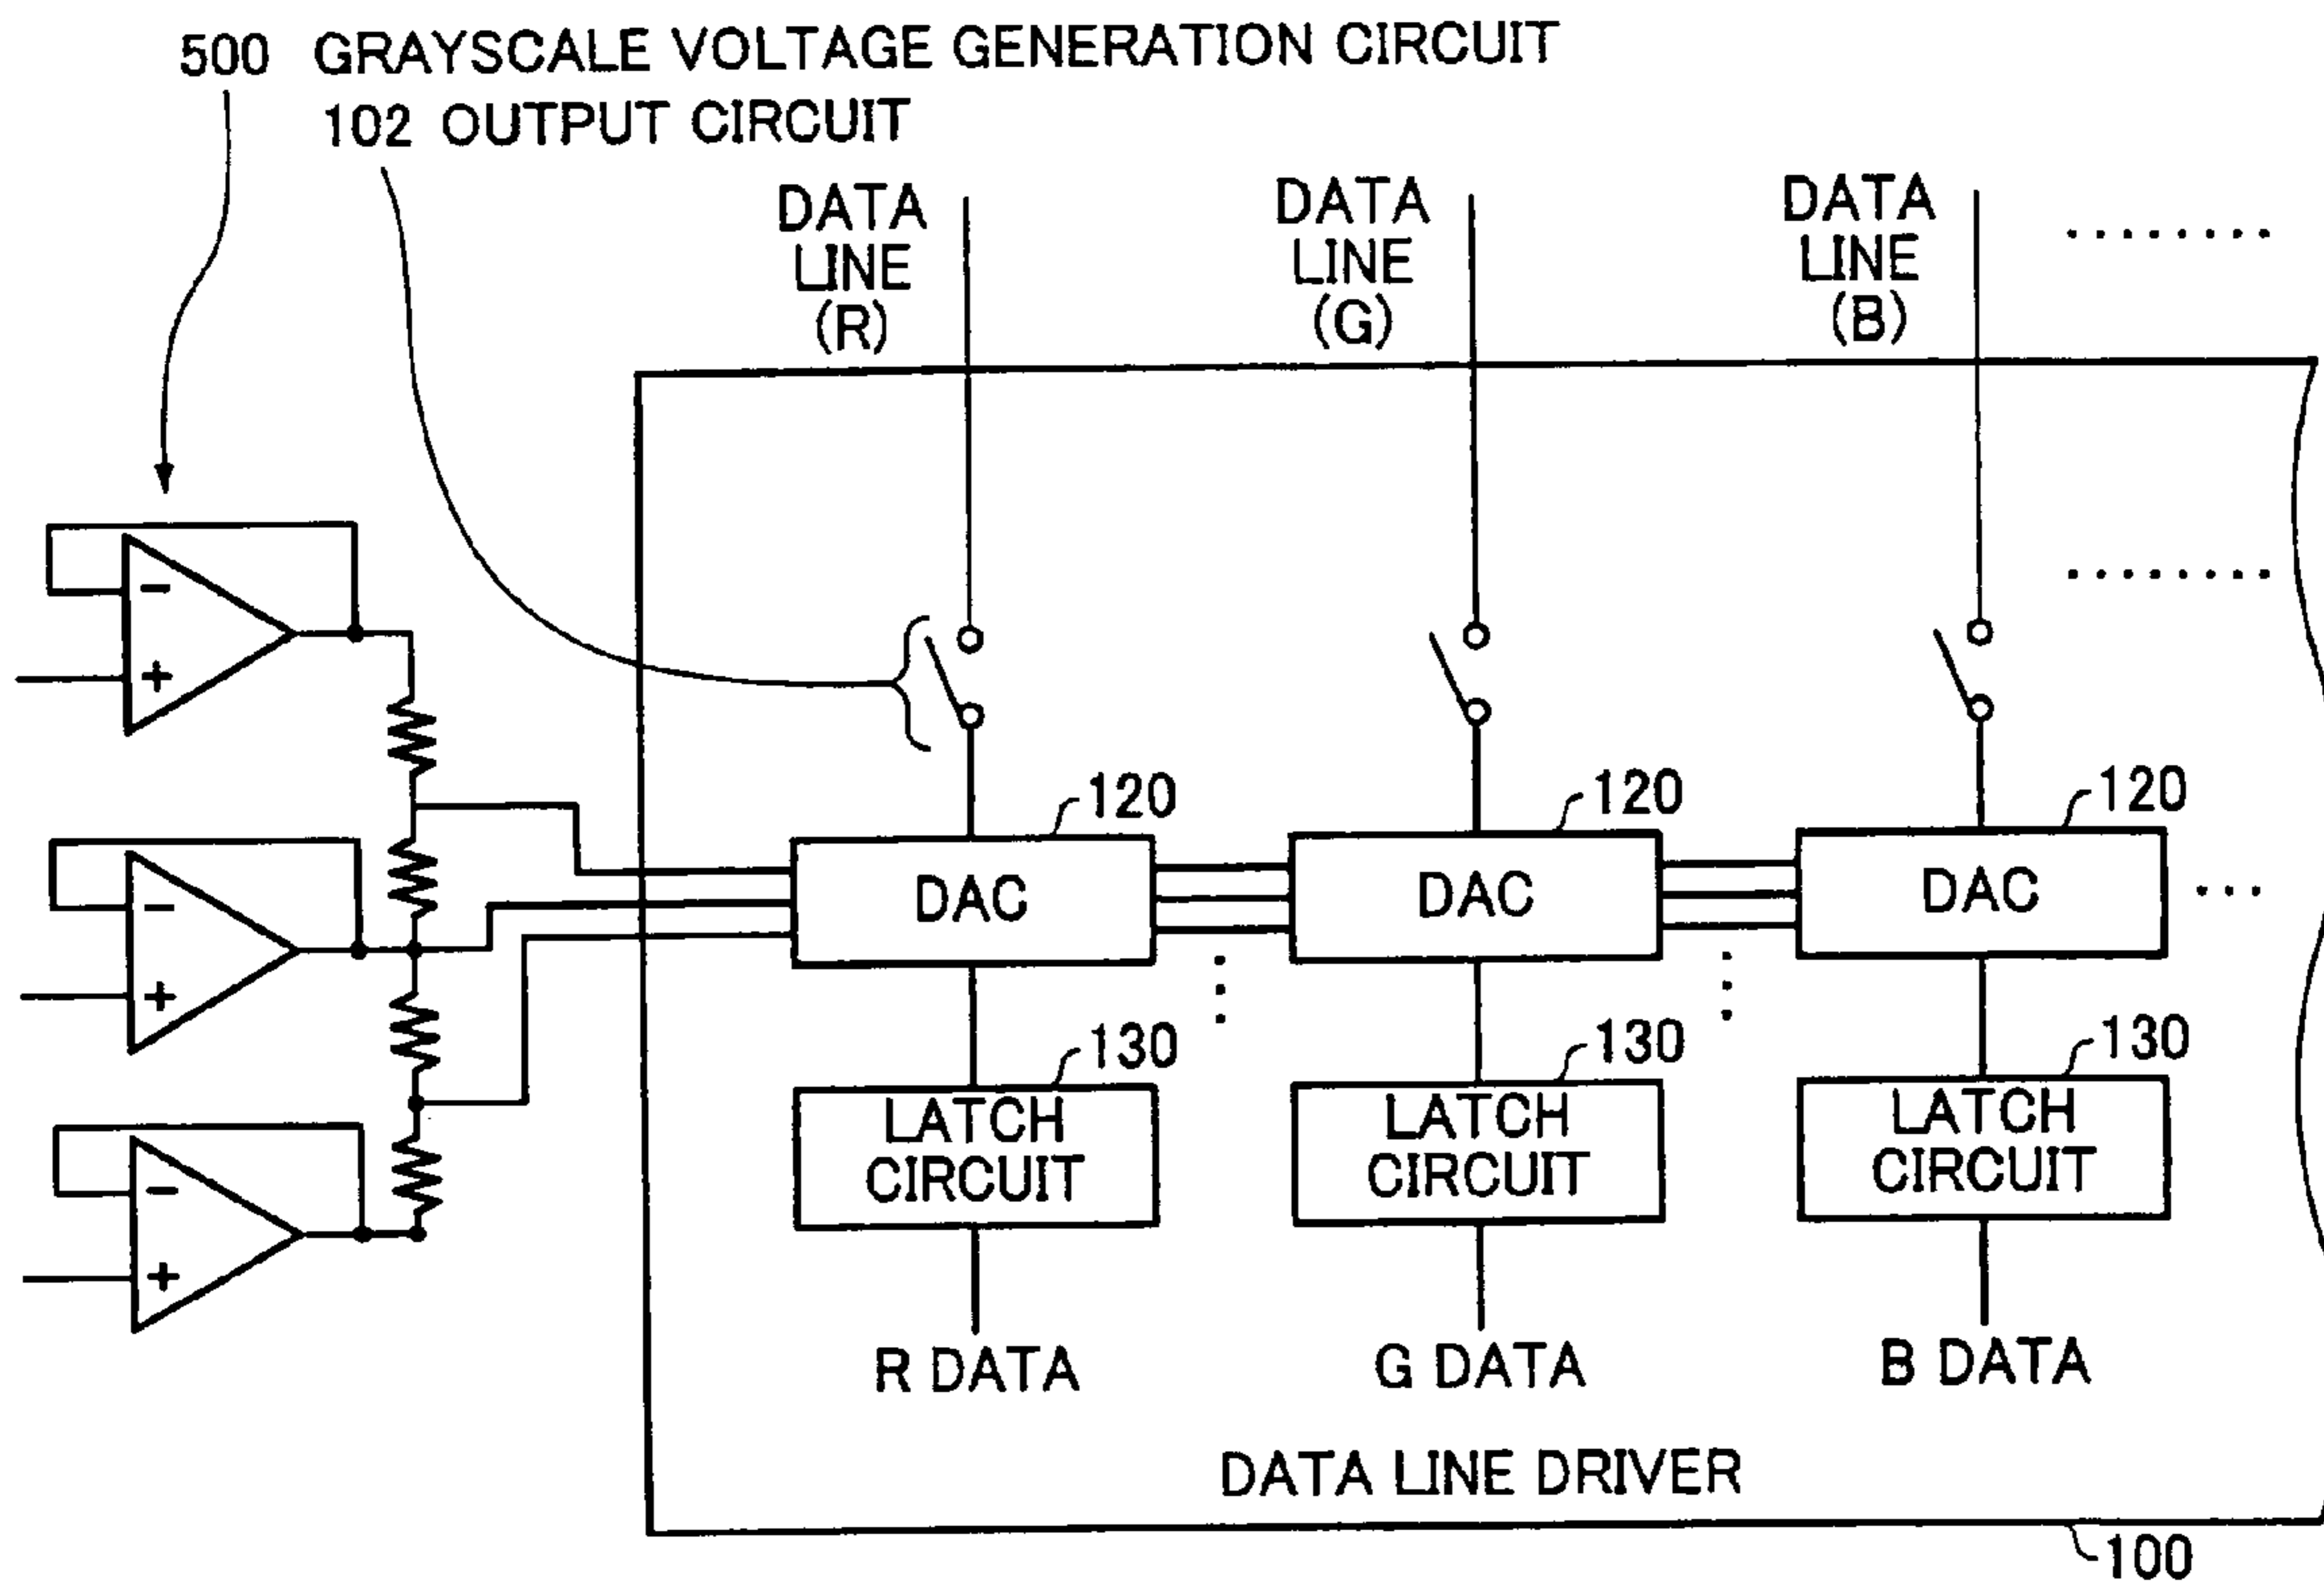 500 GRAYSCALE VOLTAGE GENERATION CIRCUIT
102 OUTPUT CIRCUIT
DATA LINE (R)
DATA LINE (G)
DATA LINE (B)
........
........
-
+
-
+
-
+
120
120
120
DAC
DAC
DAC
...
130
130
130
LATCH CIRCUIT
LATCH CIRCUIT
LATCH CIRCUIT
R DATA
G DATA
B DATA
DATA LINE DRIVER
100